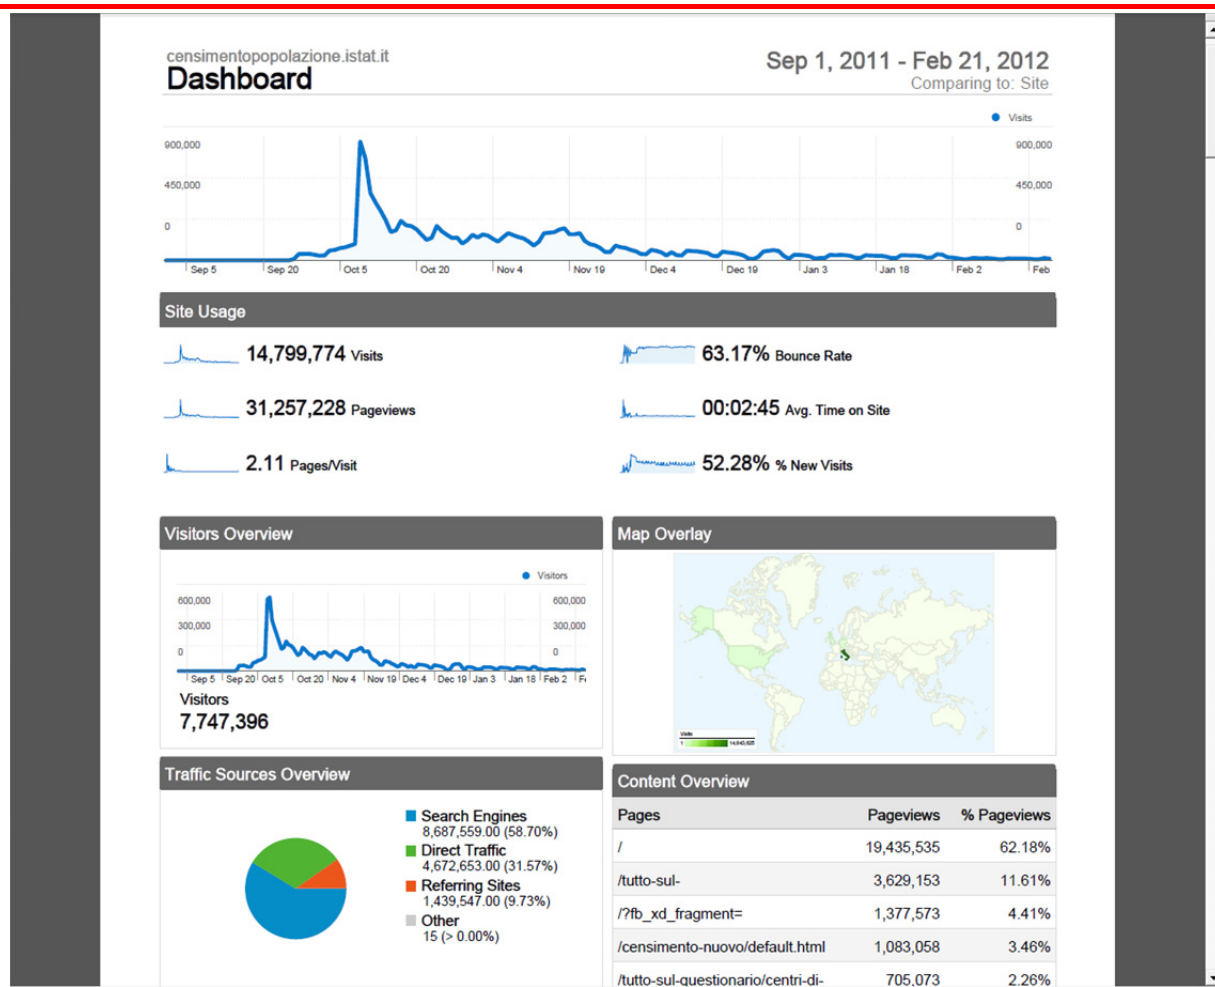 censimentopopolazione.istat.it
Dashboard
Sep 1, 2011 - Feb 21, 2012
Comparing to: Site
Visits
900,000 900,000
450,000 450,000
0 0
Sep 5 Sep 20 Oct 5 Oct 20 Nov 4 Nov 19 Dec 4 Dec 19 Jan 3 Jan 18 Feb 2 Feb
Site Usage
14,799,774 Visits
63.17% Bounce Rate
31,257,228 Pageviews
00:02:45 Avg. Time on Site
2.11 Pages/Visit
52.28% % New Visits
Visitors Overview
Visitors
600,000 600,000
300,000 300,000
0 0
Sep 5 Sep 20 Oct 5 Oct 20 Nov 4 Nov 19 Dec 4 Dec 19 Jan 3 Jan 18 Feb 2
Visitors
7,747,396
Map Overlay
Visits
1
Traffic Sources Overview
Search Engines
8,687,559.00 (58.70%)
Direct Traffic
4,672,653.00 (31.57%)
Referring Sites
1,439,547.00 (9.73%)
Other
15 (> 0.00%)
Content Overview
Pages Pageviews % Pageviews
/ 19,435,535 62.18%
/tutto-sul- 3,629,153 11.61%
/?fb_xd_fragment= 1,377,573 4.41%
/censimento-nuovo/default.html 1,083,058 3.46%
/tutto-sul-questionario/centri-di- 705,073 2.26%